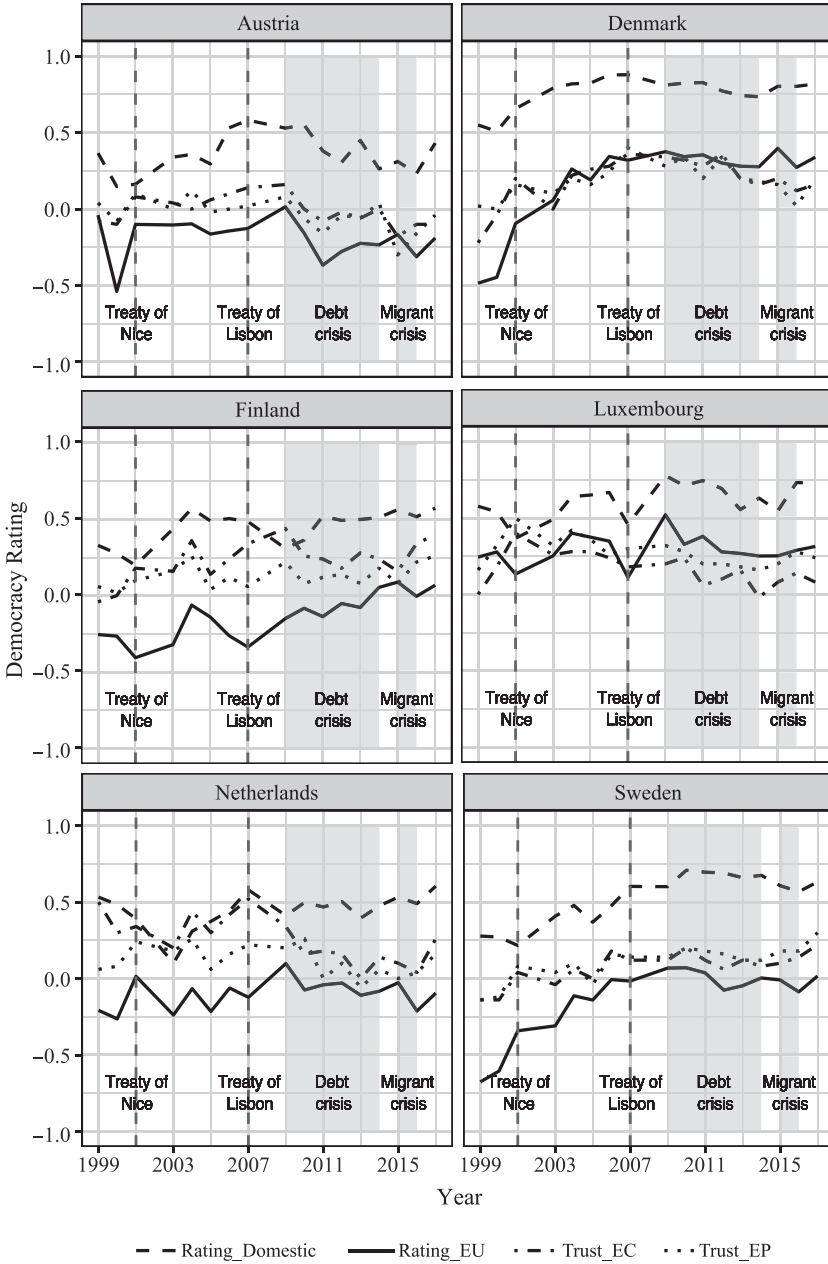 Austria
Denmark
1.0
0.5
0.0
−0.5
−1.0
Treaty of
Nice
Treaty of
Lisbon
Debt
crisis
Migrant
crisis
Treaty of
Nice
Treaty of
Lisbon
Debt
crisis
Migrant
crisis
Finland
Luxembourg
Democracy Rating
1.0
0.5
0.0
−0.5
−1.0
Treaty of
Nice
Treaty of
Lisbon
Debt
crisis
Migrant
crisis
Treaty of
Nice
Treaty of
Lisbon
Debt
crisis
Migrant
crisis
Netherlands
Sweden
1.0
0.5
0.0
−0.5
−1.0
Treaty of
Nice
Treaty of
Lisbon
Debt
crisis
Migrant
crisis
Treaty of
Nice
Treaty of
Lisbon
Debt
crisis
Migrant
crisis
1999 2003 2007 2011 2015
1999 2003 2007 2011 2015
Year
Rating_Domestic Rating_EU Trust_EC Trust_EP